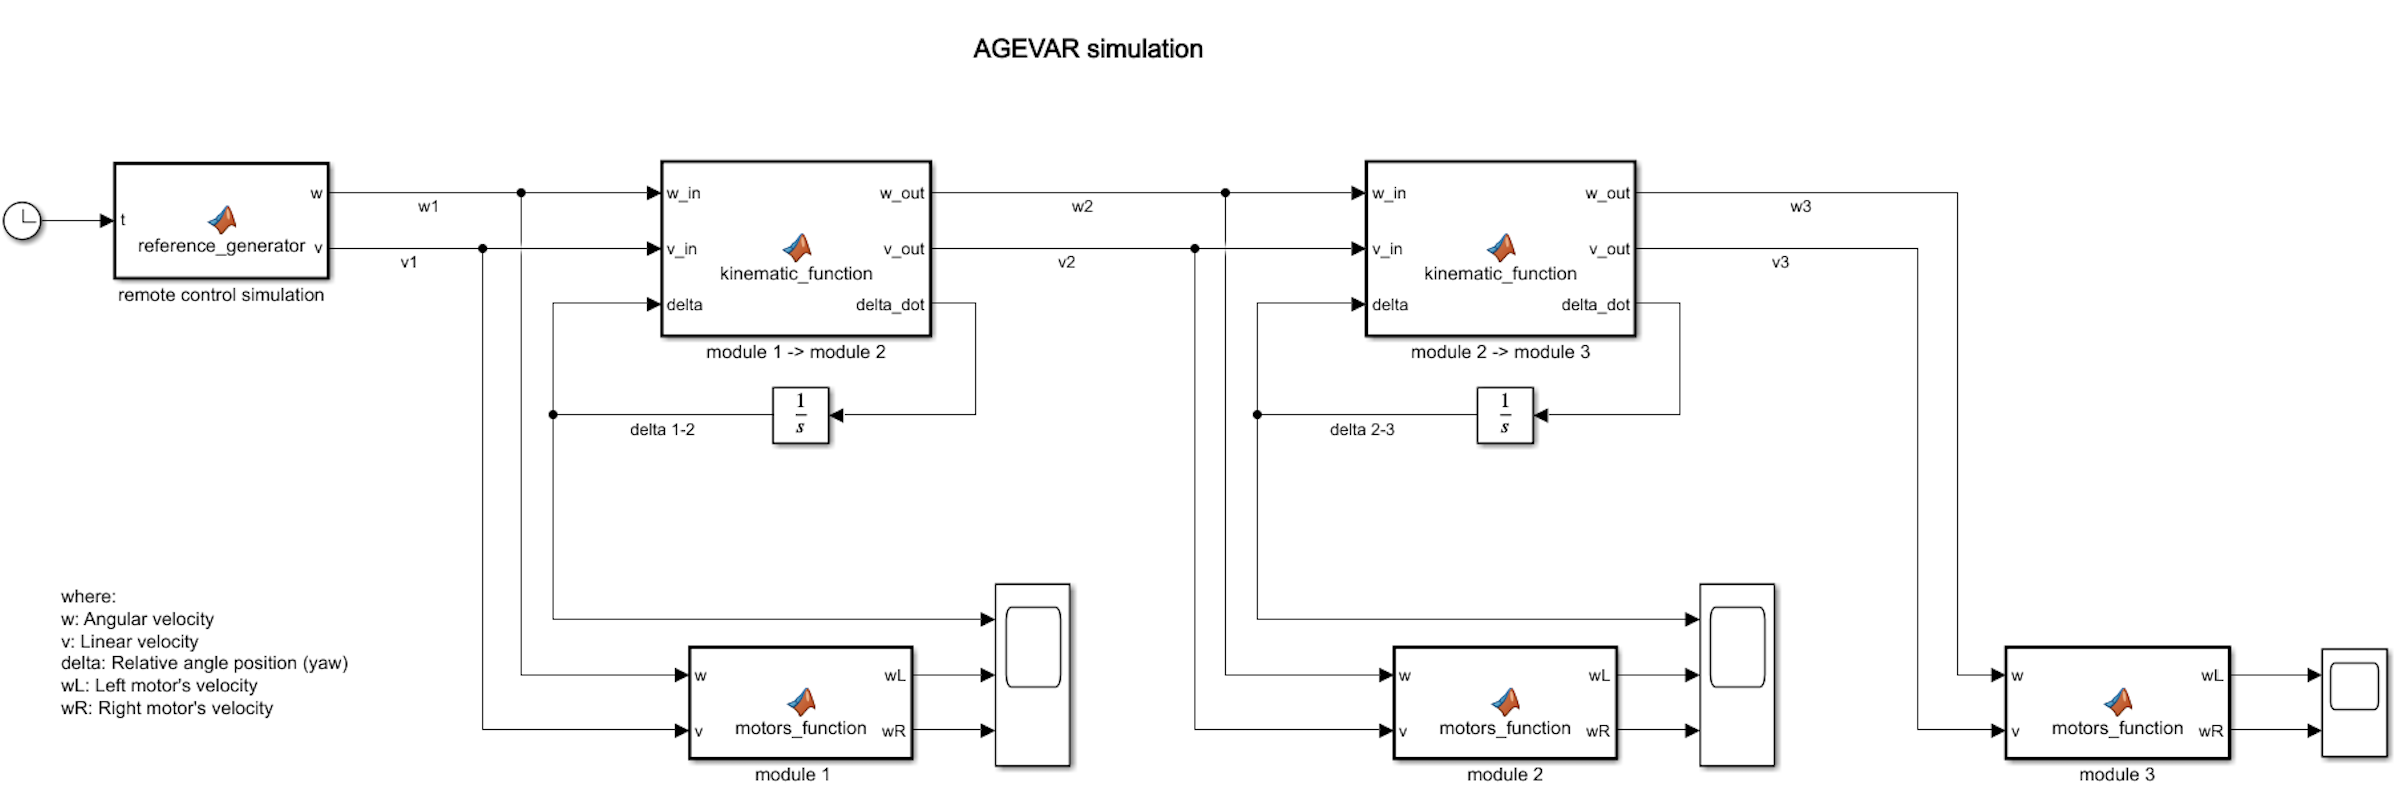 AGEVAR simulation
t
w
reference_generator
v
remote control simulation
w1
v1
w_in
v_in
delta
kinematic_function
w_out
v_out
delta_dot
module 1 -> module 2
1
s
delta 1-2
w2
v2
w_in
v_in
delta
kinematic_function
w_out
v_out
delta_dot
module 2 -> module 3
1
s
delta 2-3
w3
v3
where:
w: Angular velocity
v: Linear velocity
delta: Relative angle position (yaw)
wL: Left motor's velocity
wR: Right motor's velocity
w
v
motors_function
wL
wR
module 1
w
v
motors_function
wL
wR
module 2
w
v
motors_function
wL
wR
module 3